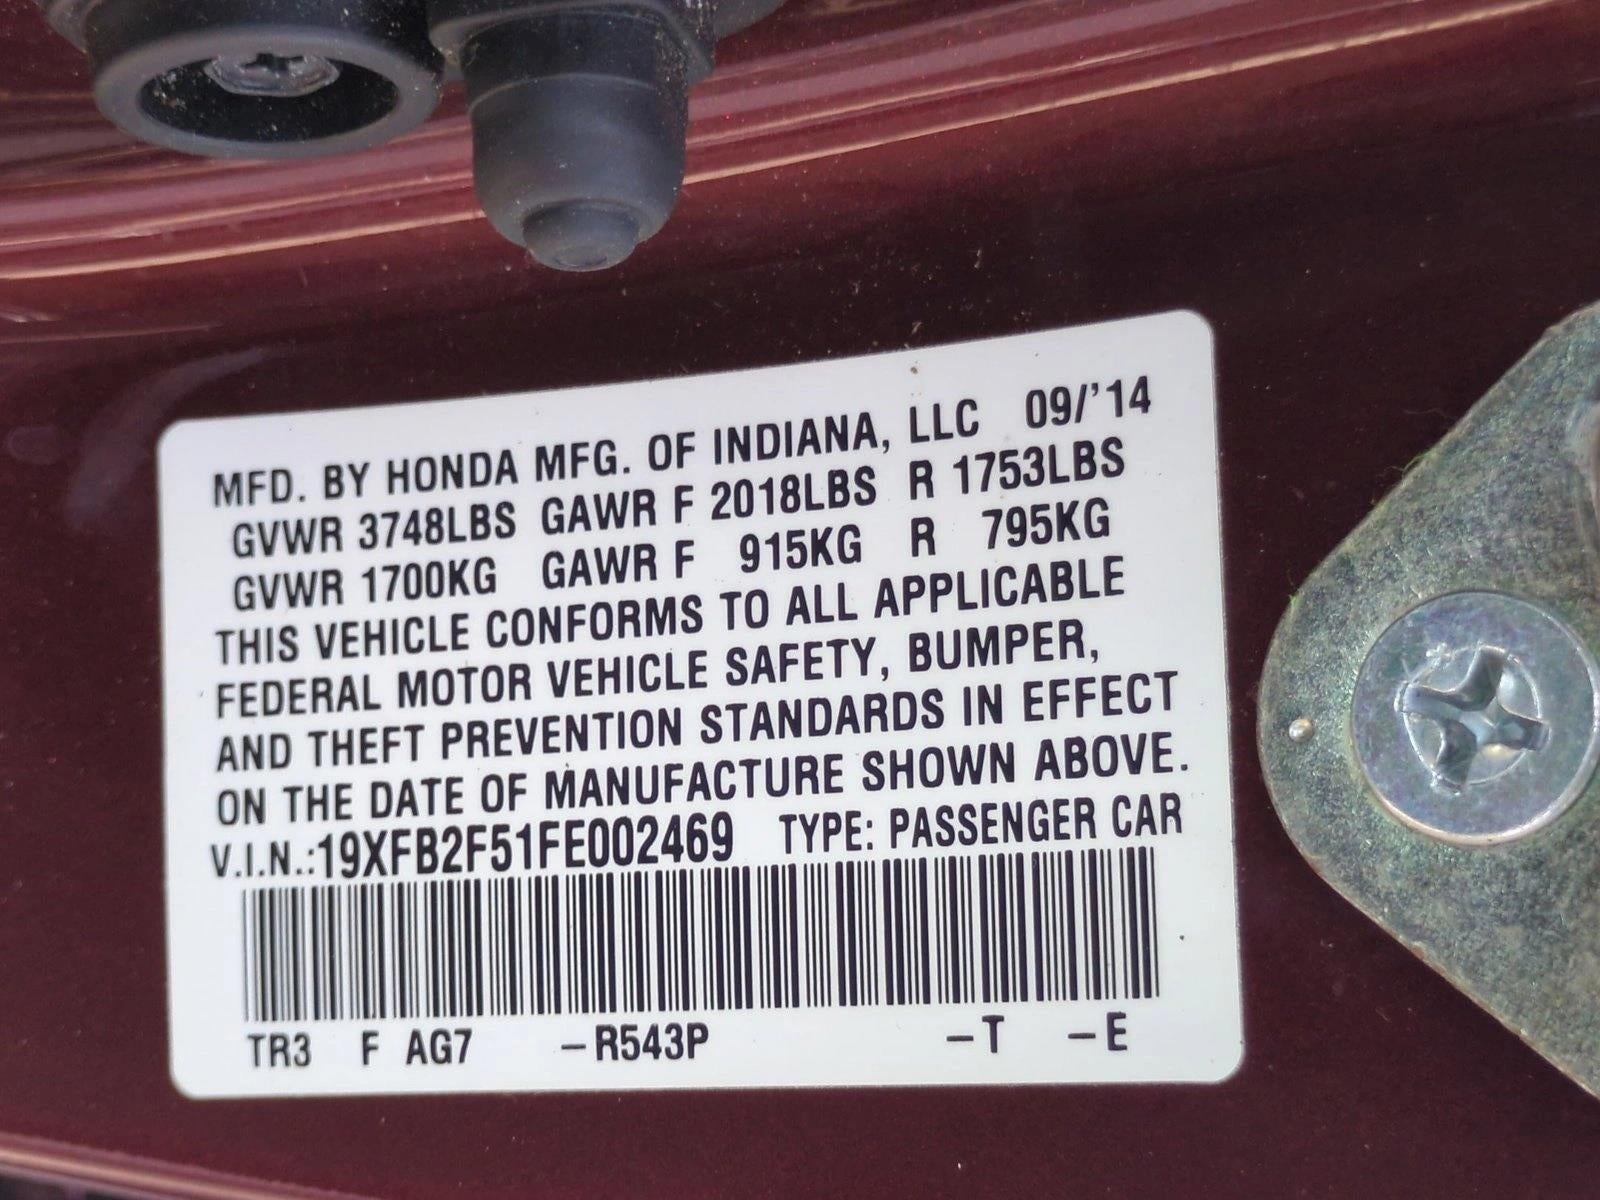 MFD. BY HONDA MFG. OF INDIANA, LLC 09/'14
GVWR 3748LBS GAWR F 2018LBS R 1753LBS
GVWR 1700KG GAWR F 915KG R 795KG
THIS VEHICLE CONFORMS TO ALL APPLICABLE
FEDERAL MOTOR VEHICLE SAFETY, BUMPER,
AND THEFT PREVENTION STANDARDS IN EFFECT
ON THE DATE OF MANUFACTURE SHOWN ABOVE.
V.I.N.:19XFB2F51FE002469 TYPE: PASSENGER CAR
TR3 F AG7 –R543P –T –E